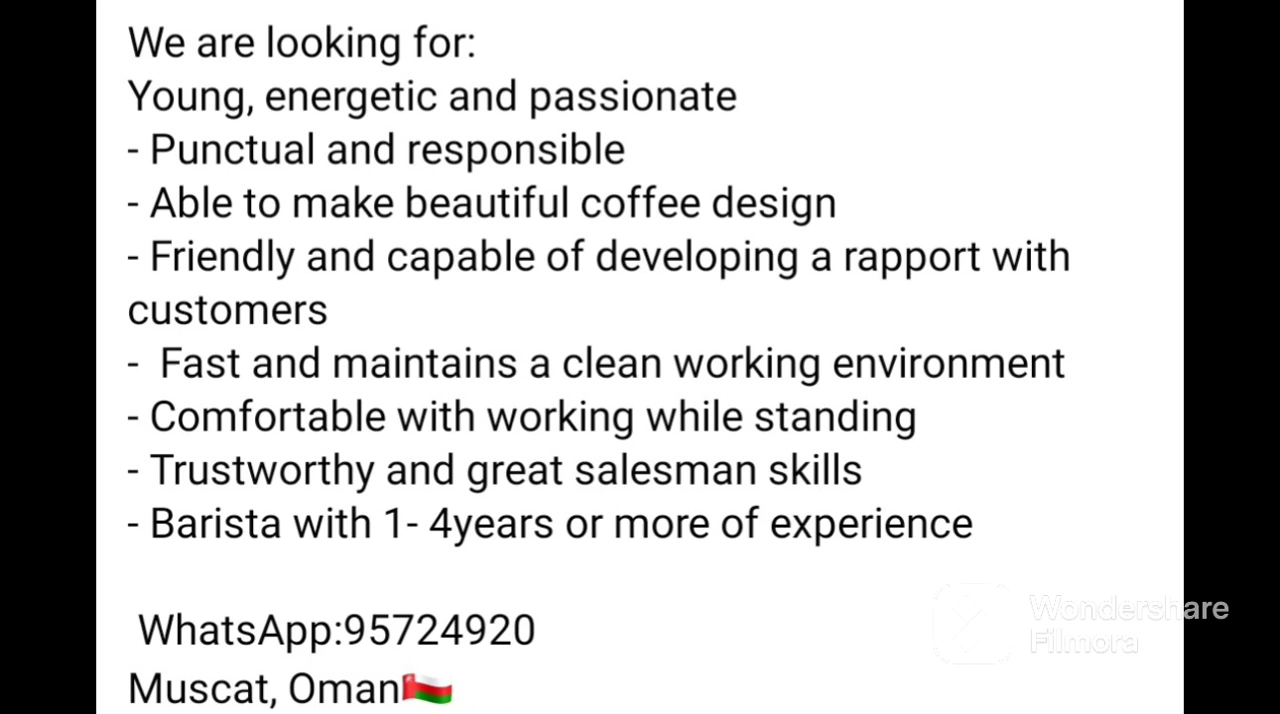 We are looking for:
Young, energetic and passionate
- Punctual and responsible
- Able to make beautiful coffee design
- Friendly and capable of developing a rapport with
customers
-  Fast and maintains a clean working environment
- Comfortable with working while standing
- Trustworthy and great salesman skills
- Barista with 1- 4years or more of experience
WhatsApp:95724920
Muscat, Oman🇴🇲
Wondershare
Filmora